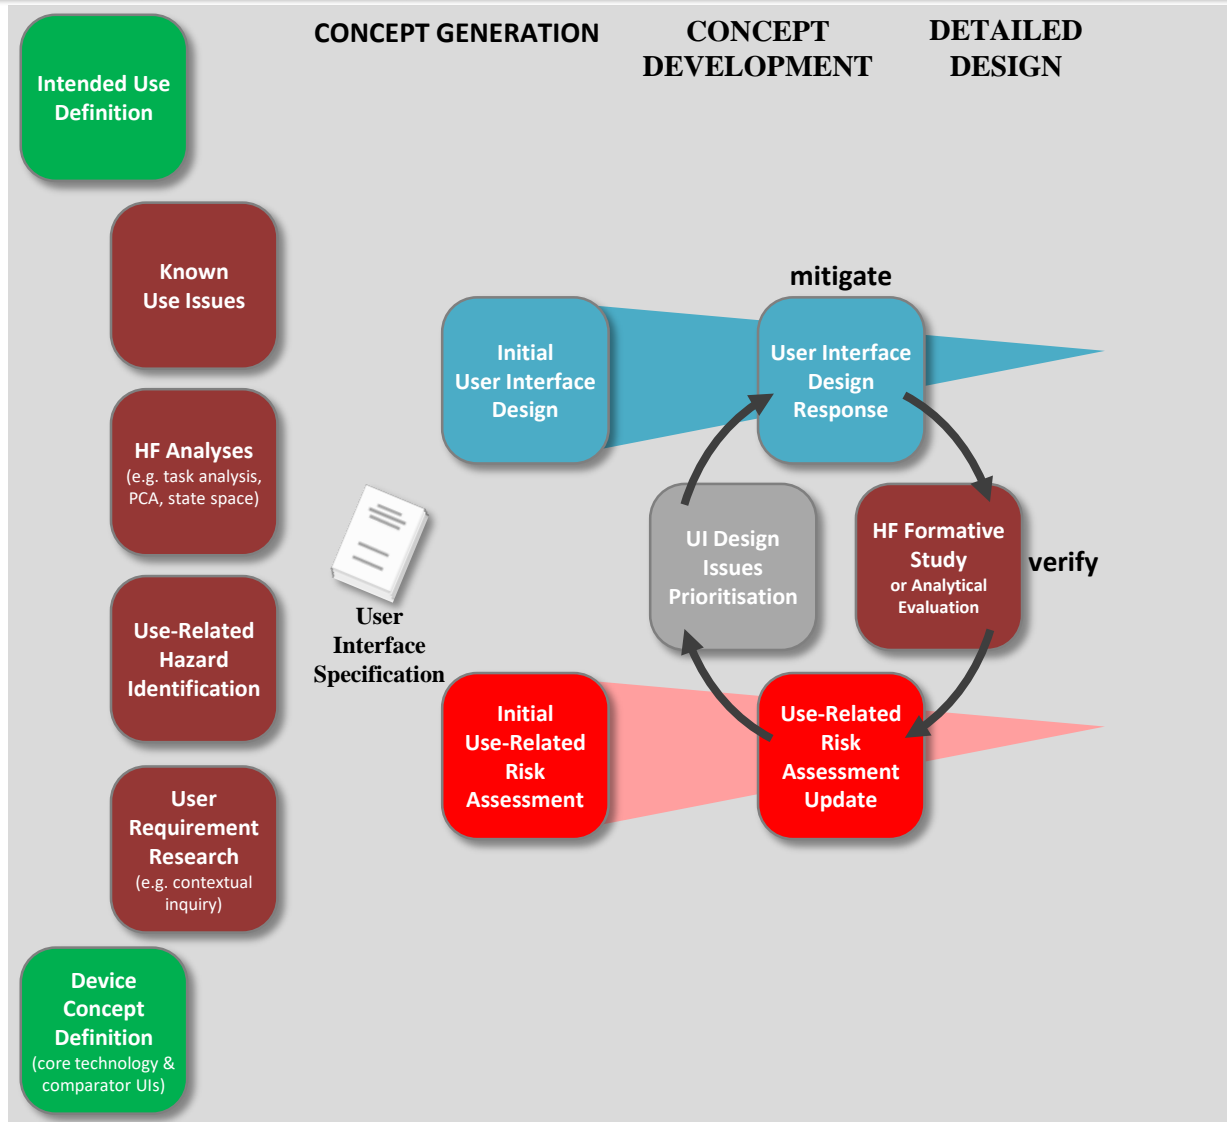 CONCEPT GENERATION
CONCEPT
DEVELOPMENT
DETAILED
DESIGN
Intended Use
Definition
Known
Use Issues
HF Analyses
(e.g. task analysis,
PCA, state space)
Use-Related
Hazard
Identification
User
Requirement
Research
(e.g. contextual
inquiry)
Device
Concept
Definition
(core technology &
comparator UIs)
User
Interface
Specification
Initial
User Interface
Design
mitigate
User Interface
Design
Response
UI Design
Issues
Prioritisation
HF Formative
Study
or Analytical
Evaluation
verify
Initial
Use-Related
Risk
Assessment
Use-Related
Risk
Assessment
Update